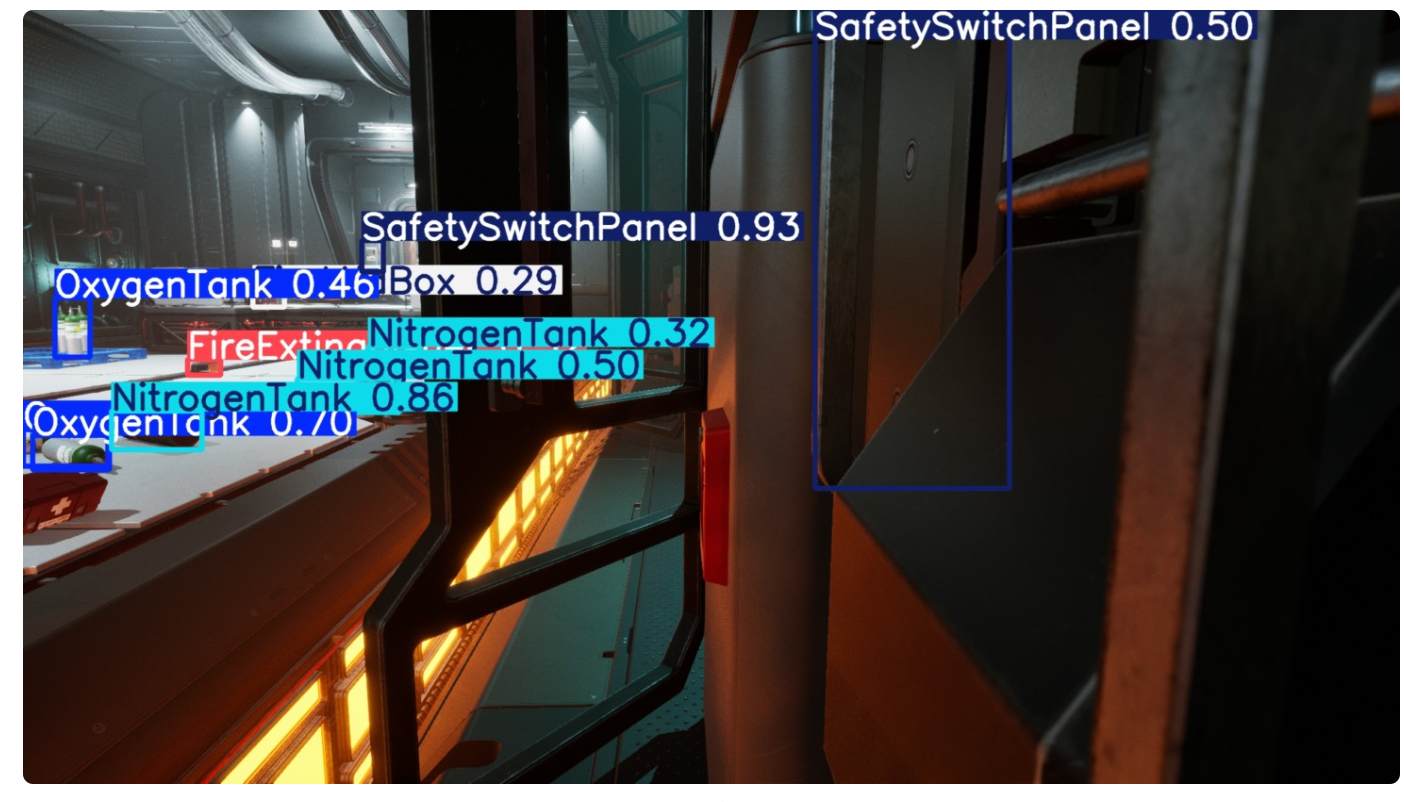 SafetySwitchPanel 0.50
SafetySwitchPanel 0.93
OxygenTank 0.46
Box 0.29
NitrogenTank 0.32
FireExting
NitrogenTank 0.50
NitrogenTank 0.86
OxygenTank 0.70